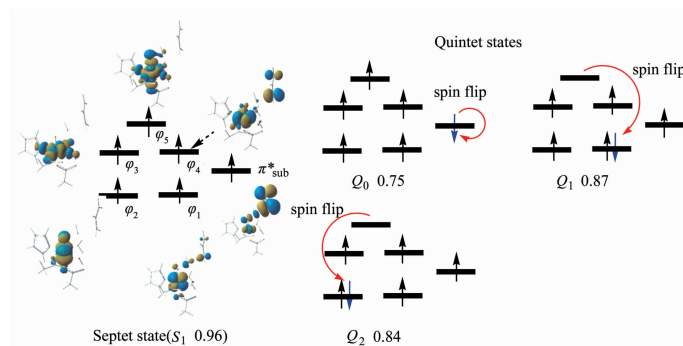 Quintet states
spin flip
spin flip
φ5
φ3
φ4
π*sub
φ2
φ1
Q0 0.75
Q1 0.87
spin flip
Septet state(S1 0.96)
Q2 0.84